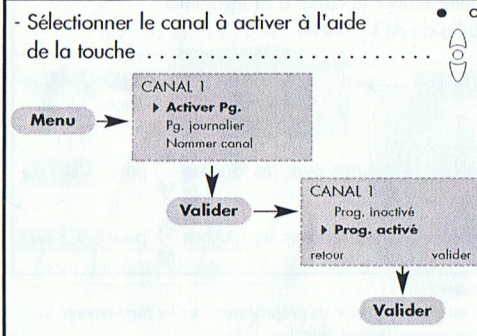 - Sélectionner le canal à activer à l'aide
de la touche . . . . . . . . . . . . . . . . . . . . . . . . . .
Menu
CANAL 1
Activer Pg.
Pg. journalier
Nommer canal
Valider
CANAL 1
Prog. inactivé
Prog. activé
retour valider
Valider